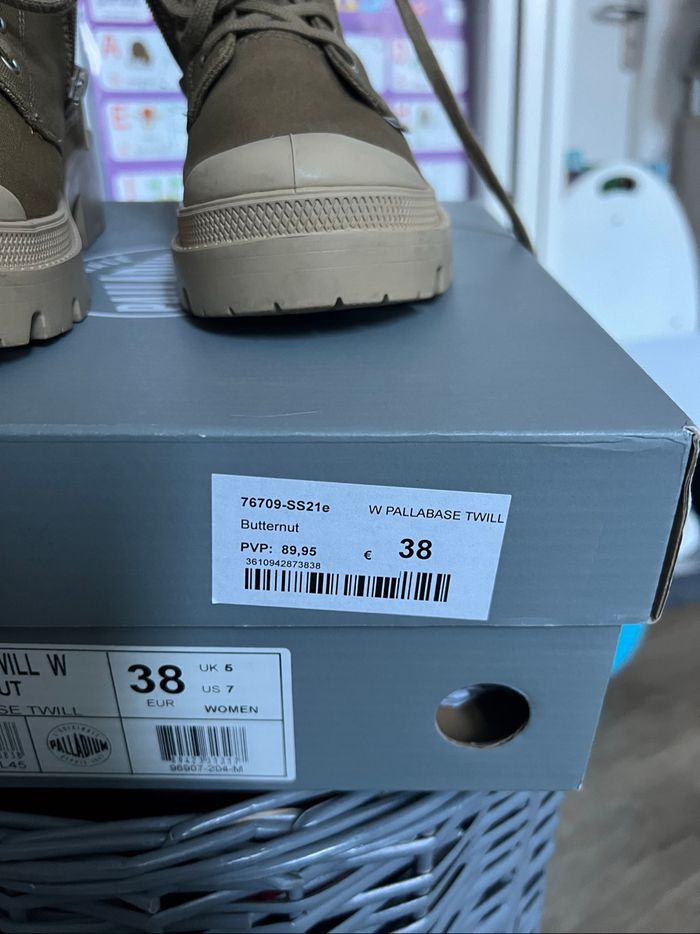 A
E
76709-SS21e
W PALLABASE TWILL
Butternut
PVP: 89,95 € 38
3610942873838
WILL W
UT
SE TWILL
38
EUR
UK 5
US 7
WOMEN
PALLADIUM
L45
96907-204-M